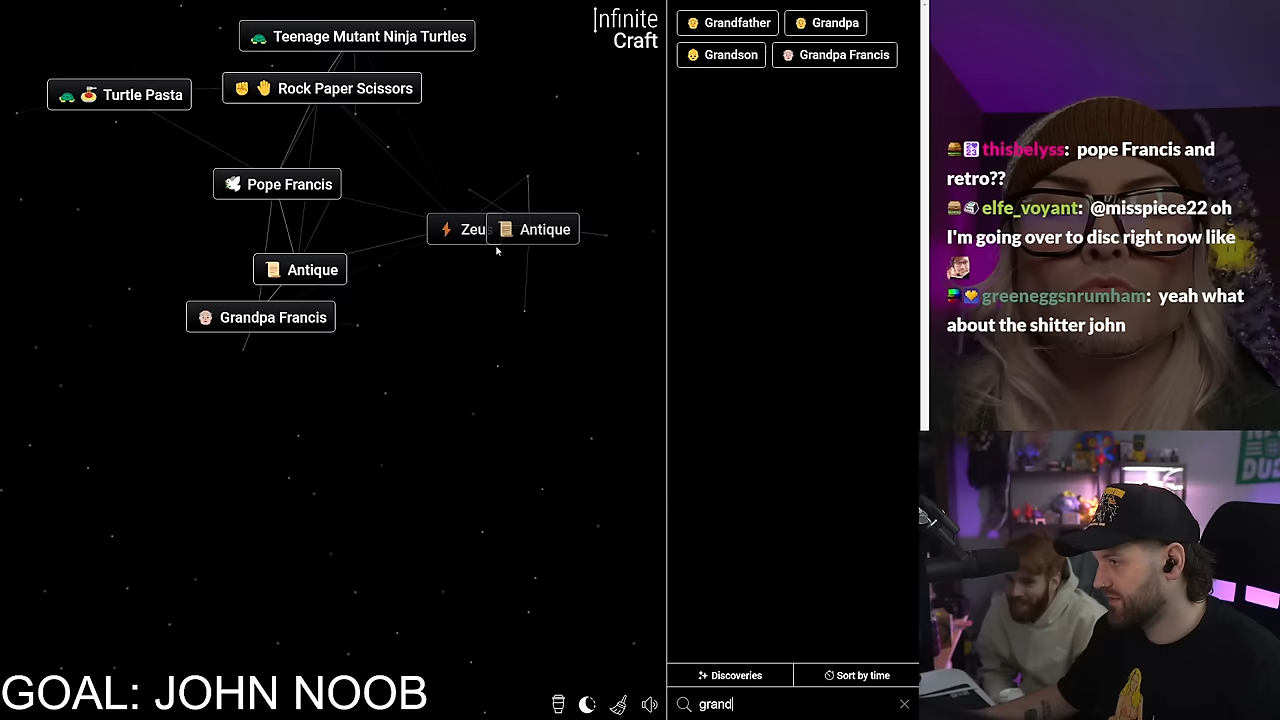 Infinite
Craft
Teenage Mutant Ninja Turtles
Turtle Pasta
Rock Paper Scissors
Pope Francis
Zeu
Antique
Antique
Grandpa Francis
GOAL: JOHN NOOB
Grandfather
Grandpa
Grandson
Grandpa Francis
Discoveries
Sort by time
grand
thisbelyss: pope Francis and
retro??
elfe_voyant: @misspiece22 oh
I'm going over to disc right now like
greeneggsnrumham: yeah what
about the shitter john